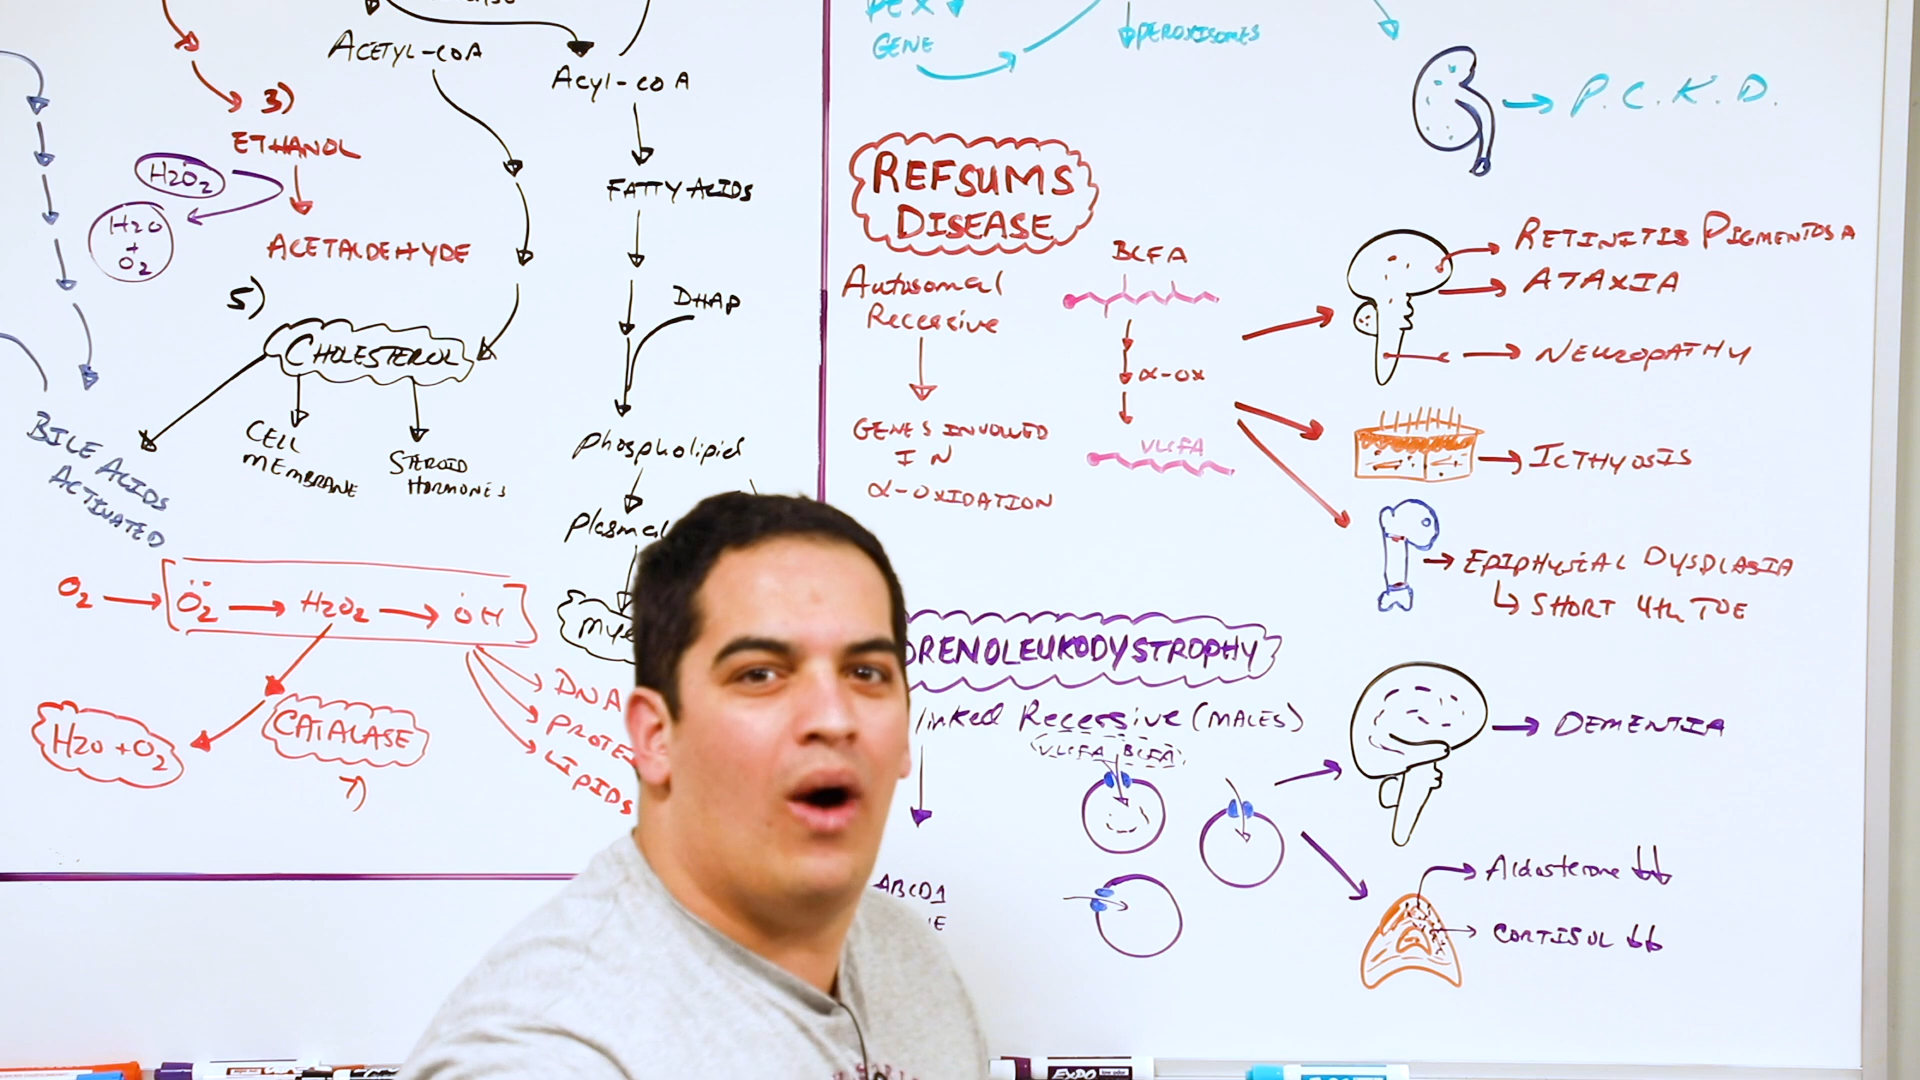 ACETYL-COA
ACYL-COA
3)
ETHANOL
H2O2
H2O
+
O2
ACETALDEHYDE
FATTY ACIDS
DHAP
5)
CHOLESTEROL
CELL
MEMBRANE
STEROID
HORMONES
BILE ACIDS
ACTIVATED
Phospholipid
O2
O2
H2O2
OH
H2O + O2
CATALASE
7)
DNA
LIPIDS
GENE
PEROXISOMES
P.C.K.D.
REFSUMS
DISEASE
Autosomal
Recessive
GENES INVOLVED
IN
α-OXIDATION
BCFA
α-OX
VLCFA
RETINITIS PIGMENTOSA
ATAXIA
NEUROPATHY
ICTHYOSIS
EPIPHYSEAL DYSPLASIA
SHORT 4th TOE
DRENOLEUKODYSTROPHY
linked Recessive (MALES)
VLCFA BCFA
ABCD1
DEMENTIA
Aldosterone
CORTISOL
EXPO